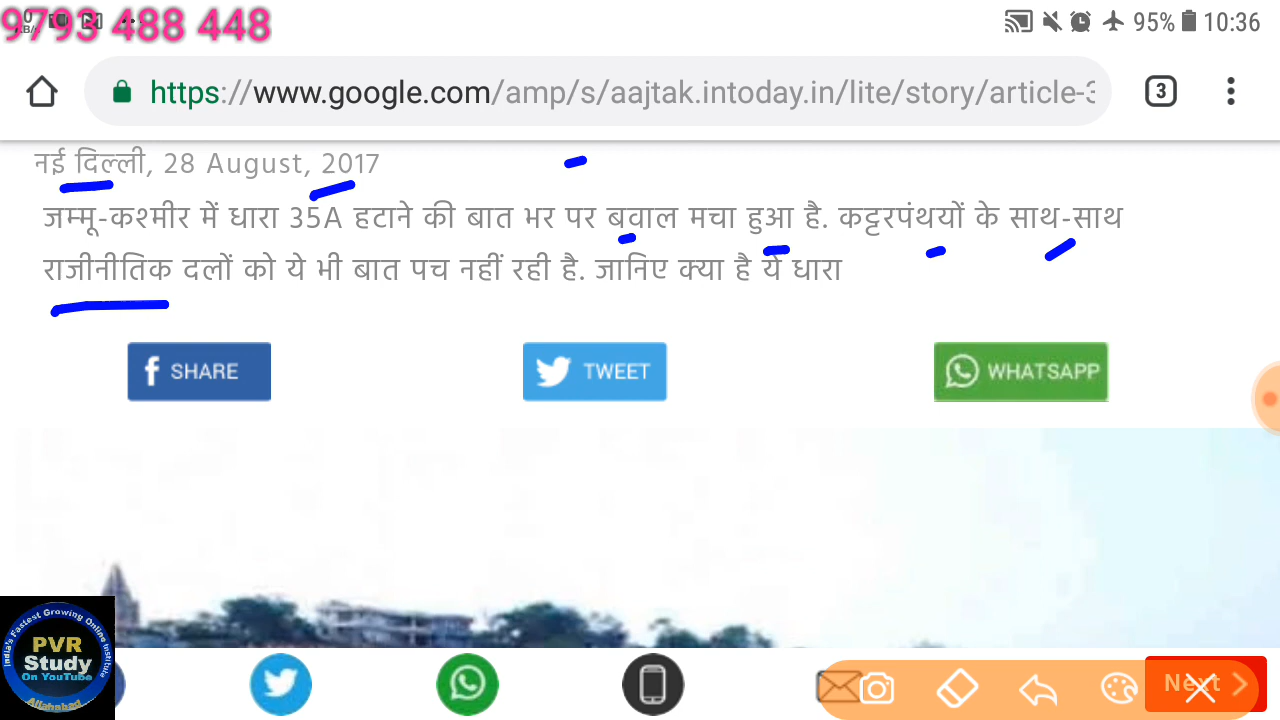 9793 488 448
95% 10:36
https://www.google.com/amp/s/aajtak.intoday.in/lite/story/article-3
3
नई दिल्ली, 28 August, 2017
जम्मू-कश्मीर में धारा 35A हटाने की बात भर पर बवाल मचा हुआ है. कट्टरपंथयों के साथ-साथ
राजीनीतिक दलों को ये भी बात पच नहीं रही है. जानिए क्या है ये धारा
f SHARE
TWEET
WHATSAPP
India's Fastest Growing Online Institute
PVR
Study
On YouTube
Allahabad
Next